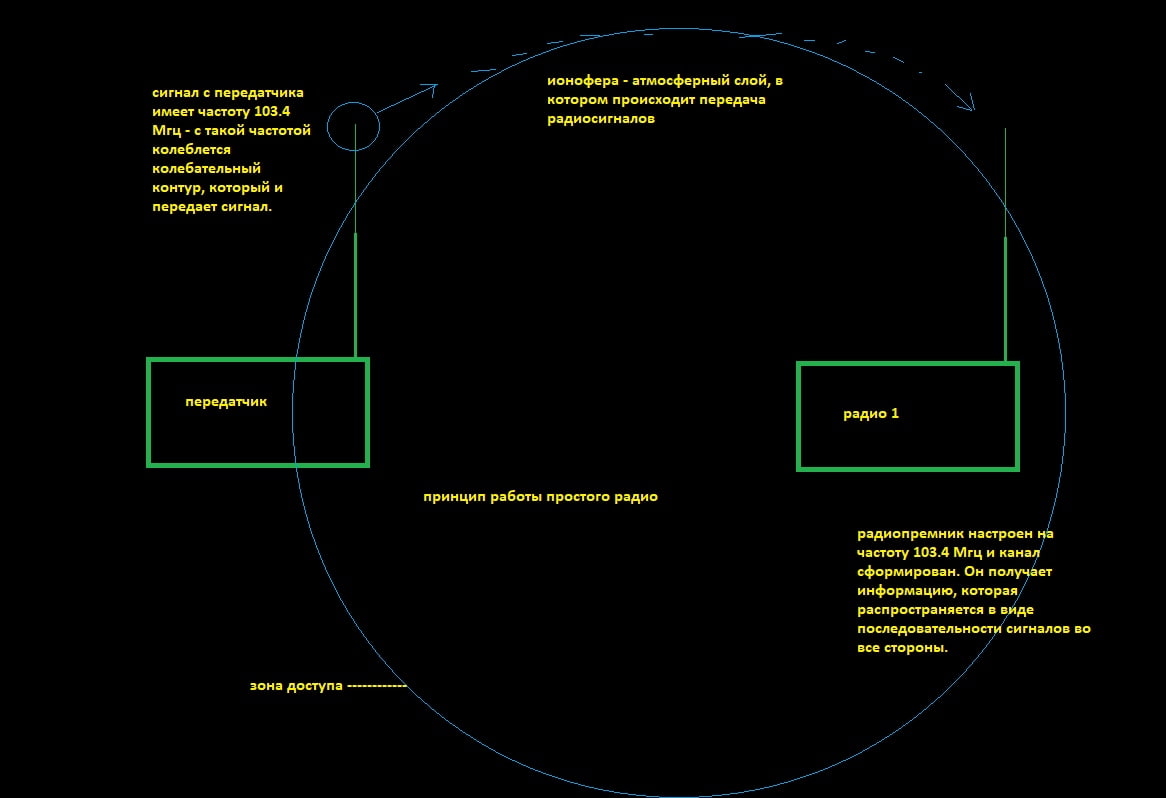 сигнал с передатчика
имеет частоту 103.4
Мгц - с такой частотой
колеблется
колебательный
контур, который и
передает сигнал.
ионофера - атмосферный слой, в
котором происходит передача
радиосигналов
передатчик
радио 1
принцип работы простого радио
радиопремник настроен на
частоту 103.4 Мгц и канал
сформирован. Он получает
информацию, которая
распространяется в виде
последовательности сигналов во
все стороны.
зона доступа ------------